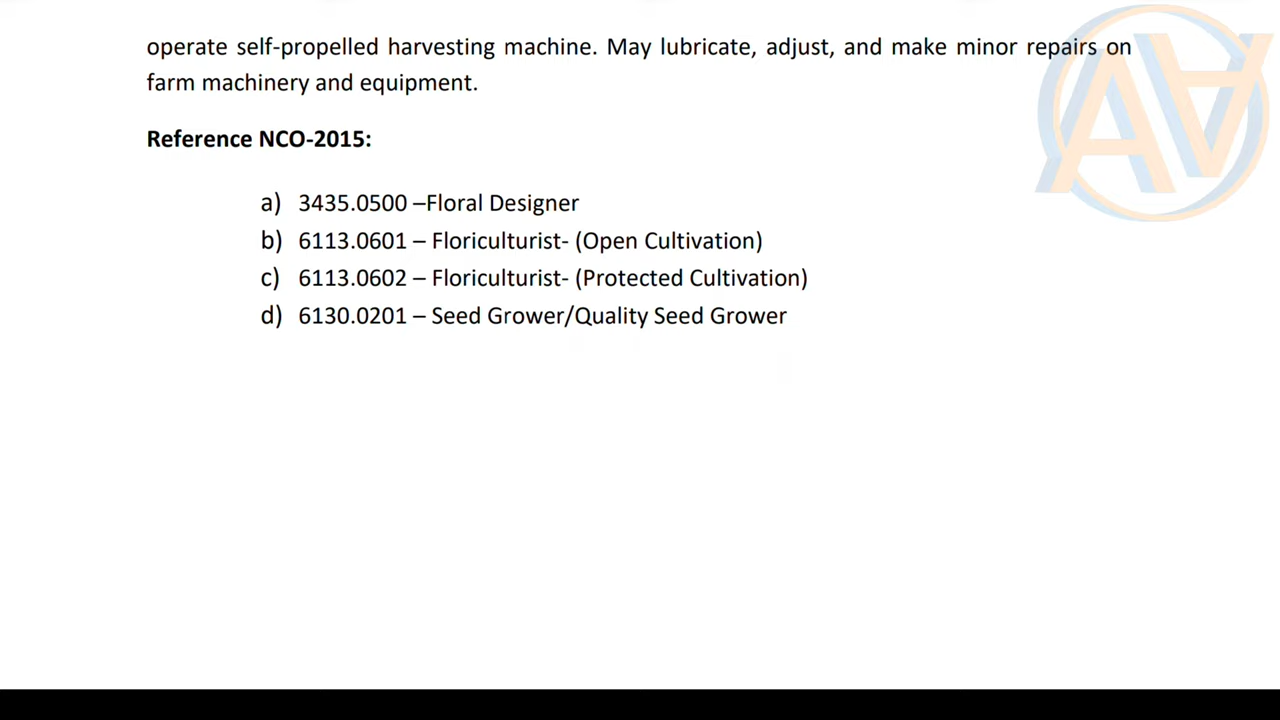 operate self-propelled harvesting machine. May lubricate, adjust, and make minor repairs on
farm machinery and equipment.
Reference NCO-2015:
a) 3435.0500 –Floral Designer
b) 6113.0601 – Floriculturist- (Open Cultivation)
c) 6113.0602 – Floriculturist- (Protected Cultivation)
d) 6130.0201 – Seed Grower/Quality Seed Grower